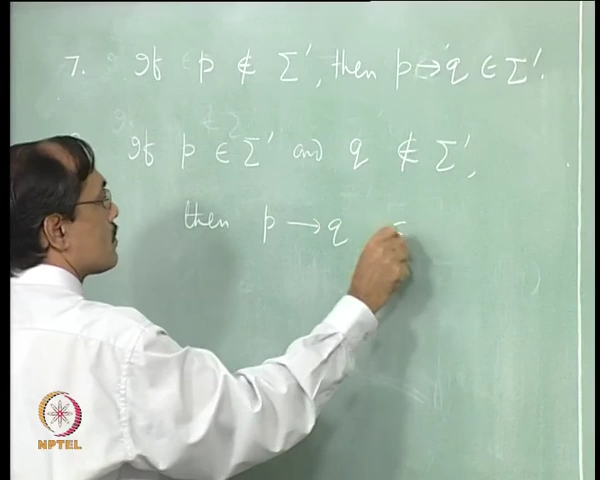 7. If p ∉ Σ', then p → q ∈ Σ'.
If p ∈ Σ' and q ∉ Σ',
then p → q
NPTEL